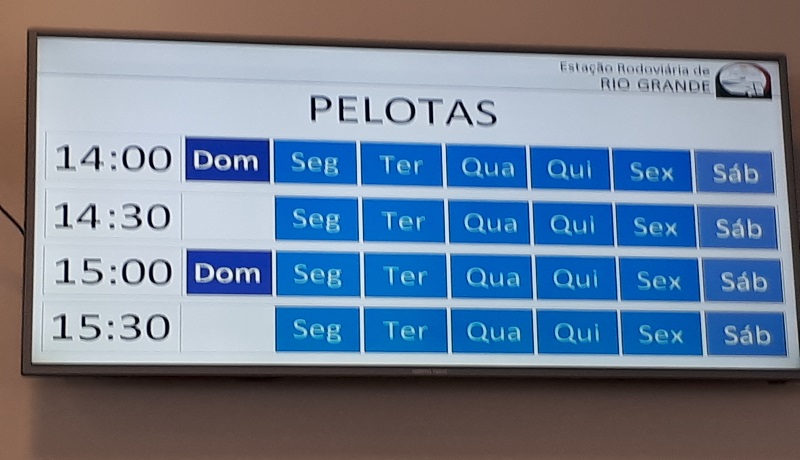 Estação Rodoviária de
RIO GRANDE
PELOTAS
14:00 Dom Seg Ter Qua Qui Sex Sáb
14:30 Seg Ter Qua Qui Sex Sáb
15:00 Dom Seg Ter Qua Qui Sex Sáb
15:30 Seg Ter Qua Qui Sex Sáb